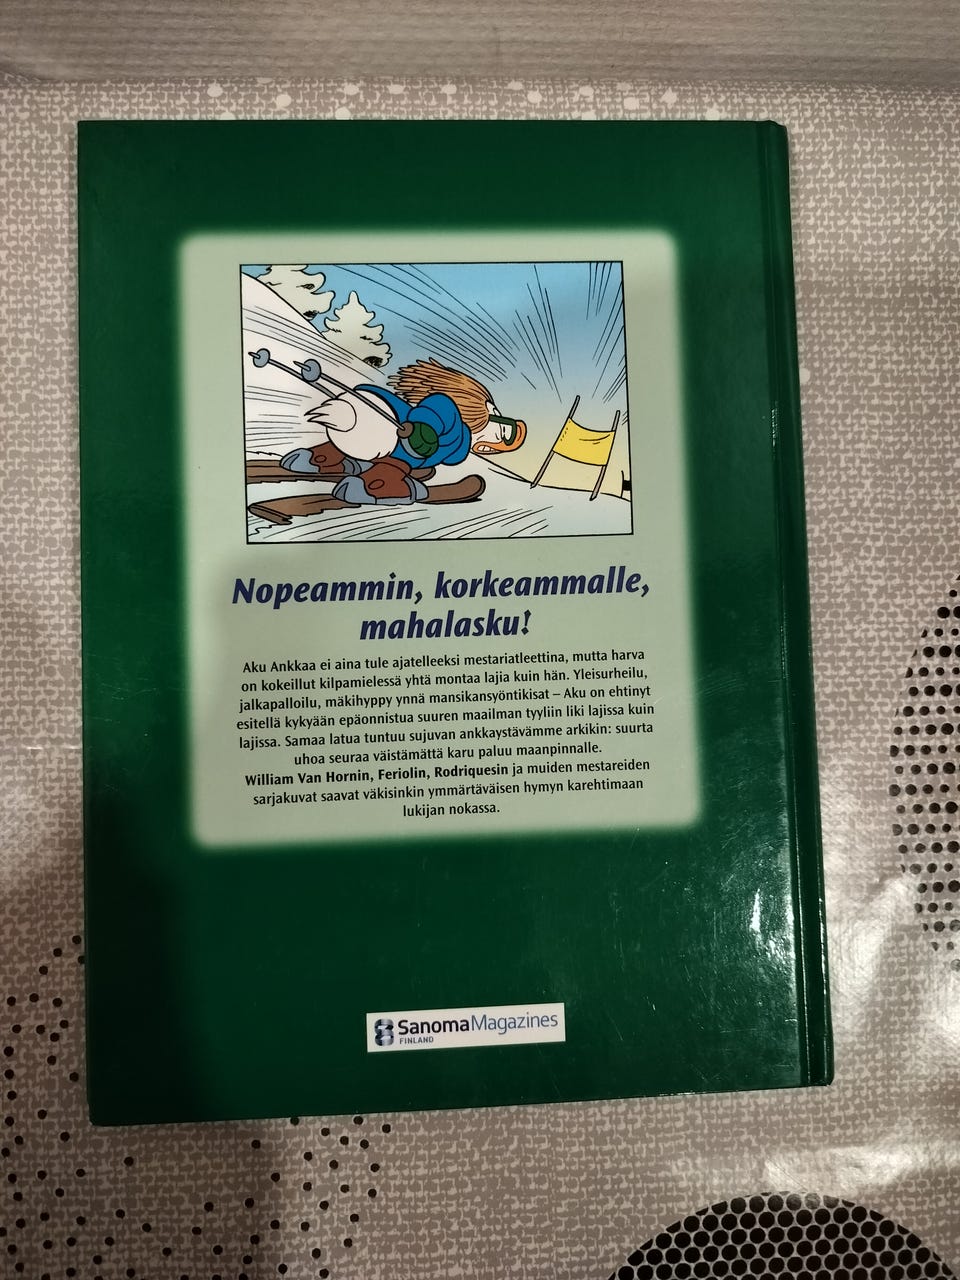 Nopeammin, korkeammalle,
mahalasku!
Aku Ankkaa ei aina tule ajatelleeksi mestariatleettina, mutta harva
on kokeillut kilpamielessä yhtä montaa lajia kuin hän. Yleisurheilu,
jalkapalloilu, mäkihyppy ynnä mansikansyöntikisat – Aku on ehtinyt
esitellä kykyään epäonnistua suuren maailman tyyliin liki lajissa kuin
lajissa. Samaa latua tuntuu sujuvan ankkaystävämme arkikin: suurta
uhoa seuraa väistämättä karu paluu maanpinnalle.
William Van Hornin, Feriolin, Rodriquesin ja muiden mestareiden
sarjakuvat saavat väkisinkin ymmärtäväisen hymyn karehtimaan
lukijan nokassa.
SanomaMagazines
FINLAND